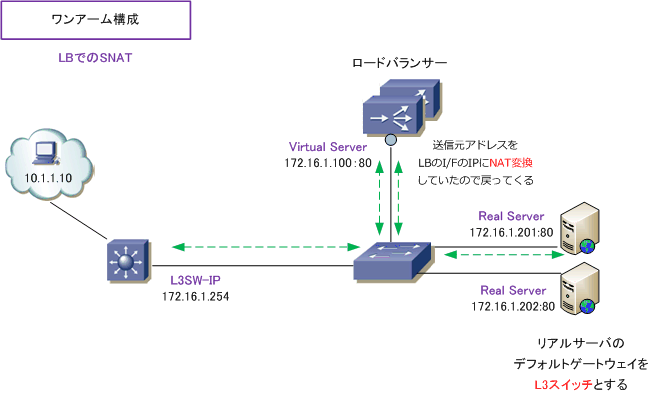 ワンアーム構成
LBでのSNAT
ロードバランサー
Virtual Server
172.16.1.100:80
送信元アドレスを
LBのI/FのIPにNAT変換
していたので戻ってくる
10.1.1.10
Real Server
172.16.1.201:80
L3SW-IP
172.16.1.254
Real Server
172.16.1.202:80
リアルサーバの
デフォルトゲートウェイを
L3スイッチとする